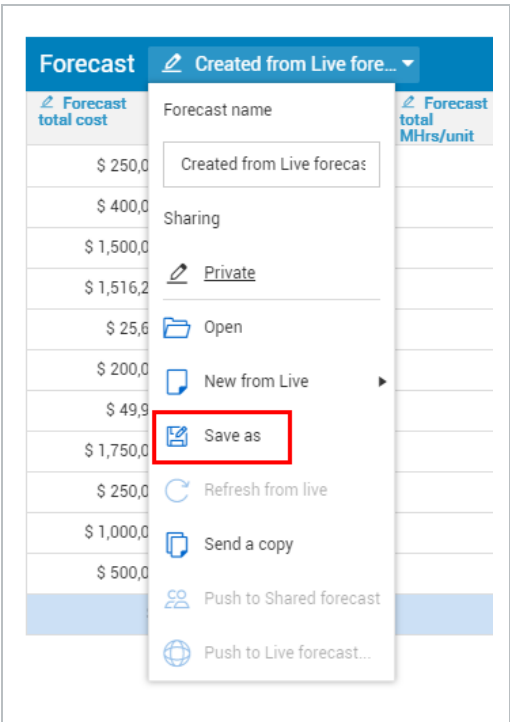 Forecast Created from Live fore...
Forecast
total cost
Forecast
total
MHrs/unit
Forecast name
Created from Live forecas
Sharing
Private
Open
New from Live
Save as
Refresh from live
Send a copy
Push to Shared forecast
Push to Live forecast...
$ 250,0
$ 400,0
$ 1,500,0
$ 1,516,2
$ 25,6
$ 200,0
$ 49,9
$ 1,750,0
$ 250,0
$ 1,000,0
$ 500,0